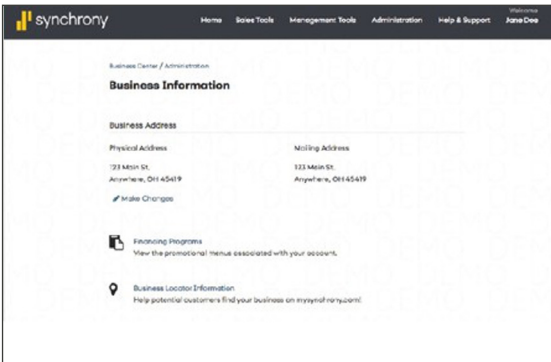 synchrony
Home Sales Tools Management Tools Administration Help & Support Welcome Jane Doe
Business Center / Administration
Business Information
Business Address
Physical Address Mailing Address
123 Main St. 123 Main St.
Anywhere, OH 45419 Anywhere, OH 45419
Make Changes
Financing Programs
View the promotional menus associated with your account.
Business Locator Information
Help potential customers find your business on mysynchrony.com!
DEMO